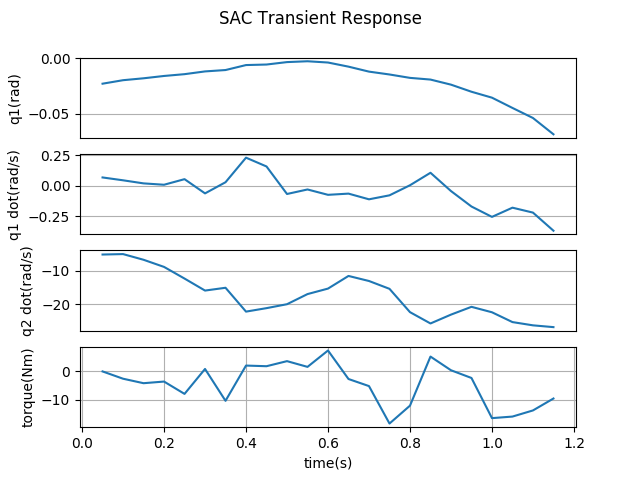 SAC Transient Response
q1(rad)
0.00
−0.05
q1 dot(rad/s)
0.25
0.00
−0.25
q2 dot(rad/s)
−10
−20
torque(Nm)
0
−10
0.0 0.2 0.4 0.6 0.8 1.0 1.2
time(s)